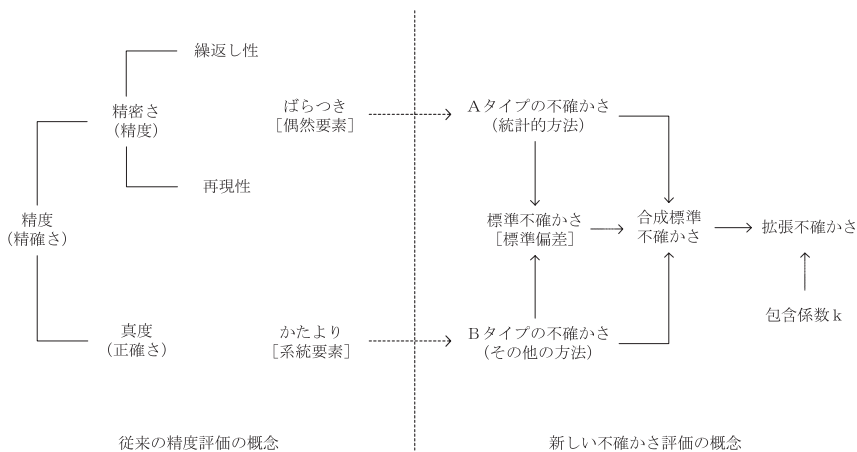 繰返し性
精密さ
（精度）
再現性
精度
（精確さ）
真度
（正確さ）
ばらつき
［偶然要素］
かたより
［系統要素］
従来の精度評価の概念
Ａタイプの不確かさ
（統計的方法）
標準不確かさ
［標準偏差］
合成標準
不確かさ
拡張不確かさ
包含係数ｋ
Ｂタイプの不確かさ
（その他の方法）
新しい不確かさ評価の概念